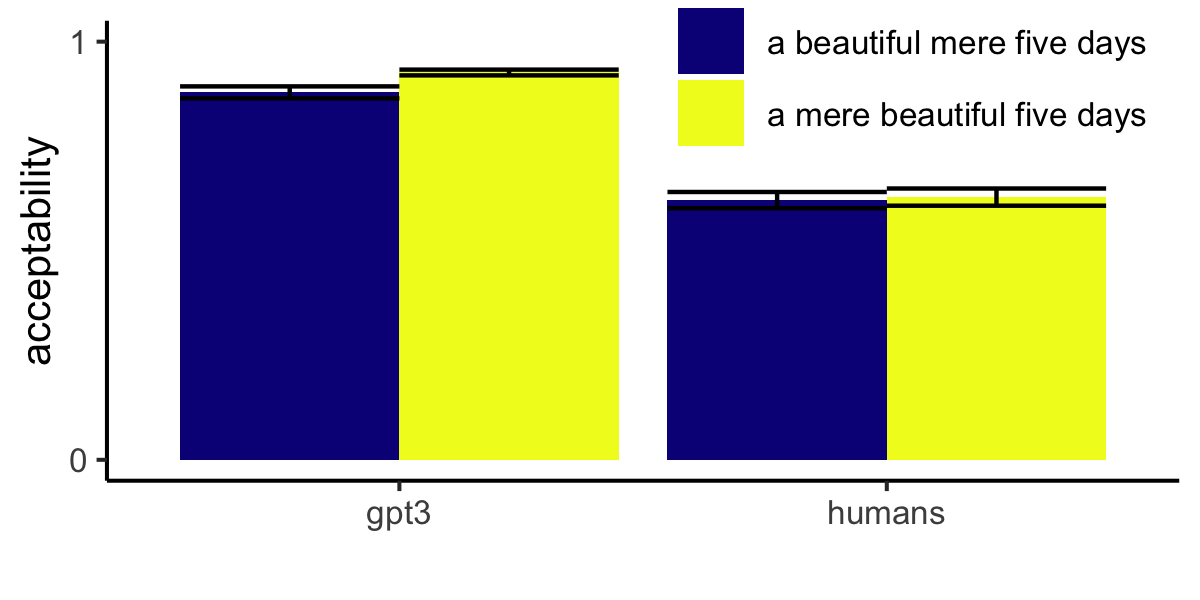 a beautiful mere five days
a mere beautiful five days
1
acceptability
0
gpt3
humans